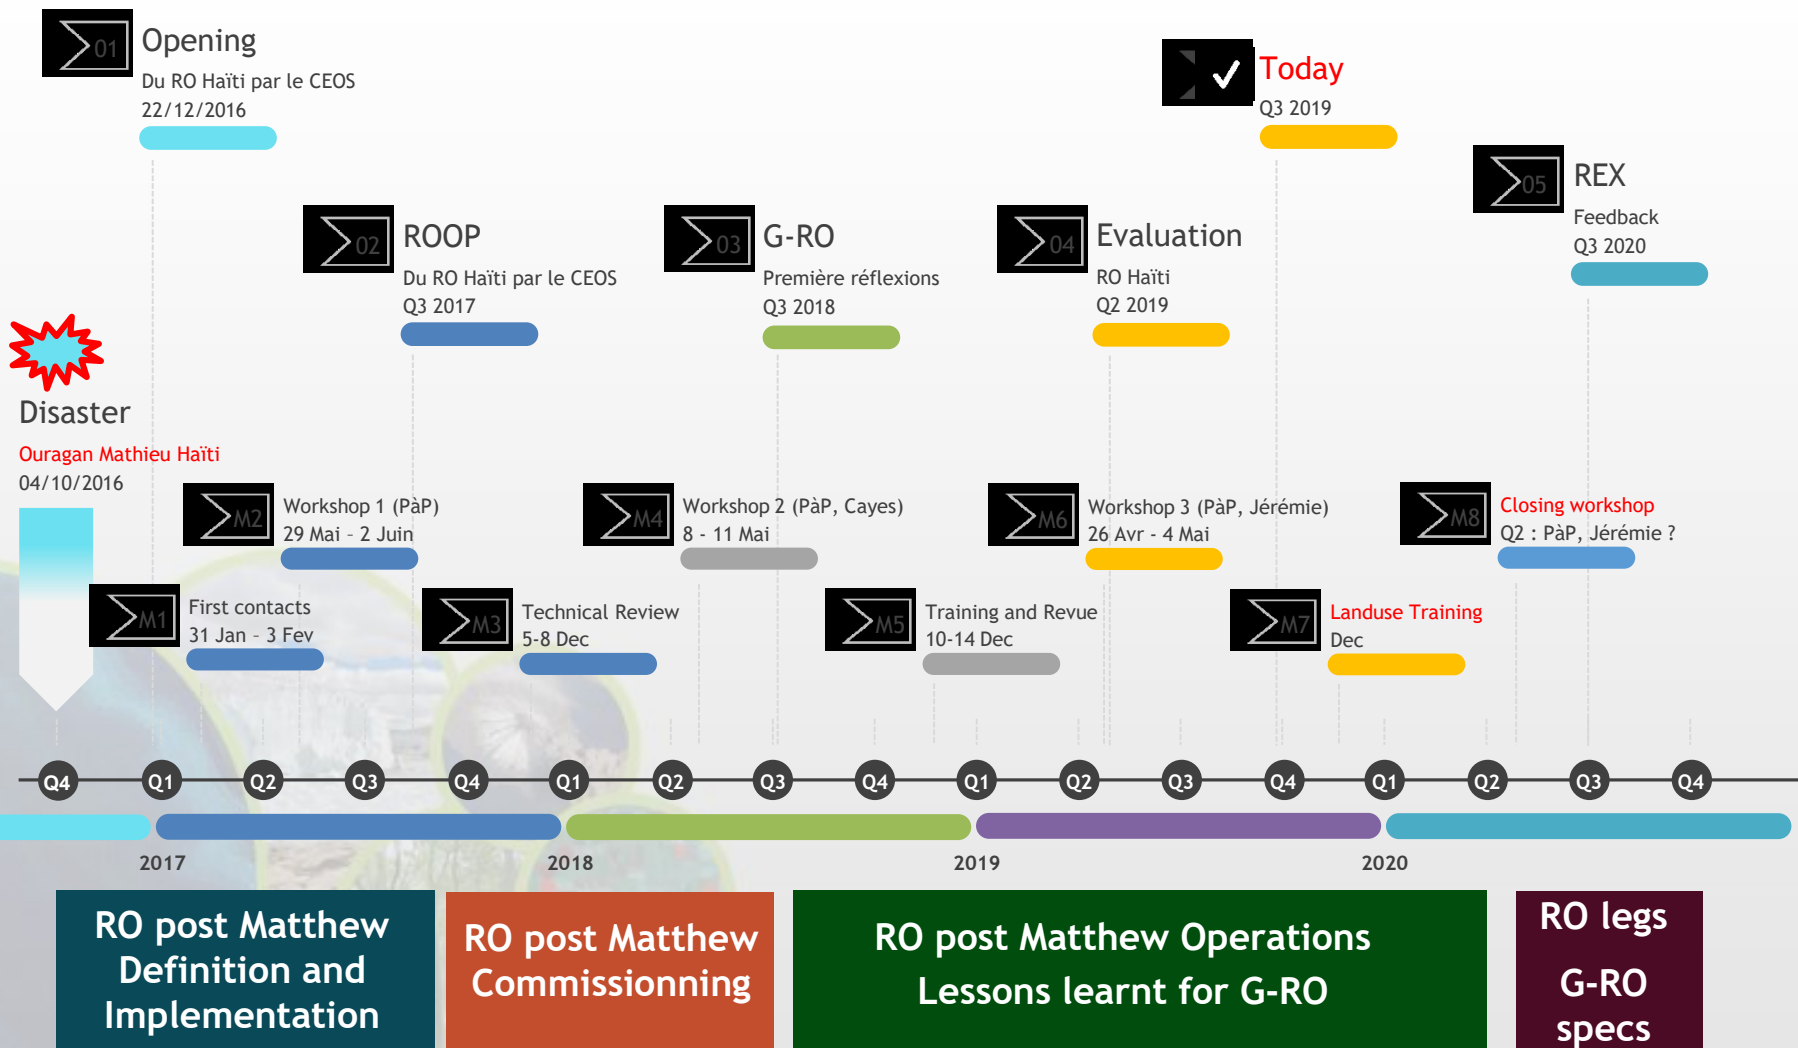 01
Opening
Du RO Haïti par le CEOS
22/12/2016
Today
Q3 2019
05
REX
Feedback
Q3 2020
02
ROOP
Du RO Haïti par le CEOS
Q3 2017
03
G-RO
Première réflexions
Q3 2018
04
Evaluation
RO Haïti
Q2 2019
Disaster
Ouragan Mathieu Haïti
04/10/2016
M2
Workshop 1 (PàP)
29 Mai – 2 Juin
M4
Workshop 2 (PàP, Cayes)
8 - 11 Mai
M6
Workshop 3 (PàP, Jérémie)
26 Avr - 4 Mai
M8
Closing workshop
Q2 : PàP, Jérémie ?
M1
First contacts
31 Jan – 3 Fev
M3
Technical Review
5-8 Dec
M5
Training and Revue
10-14 Dec
M7
Landuse Training
Dec
Q4 Q1 Q2 Q3 Q4 Q1 Q2 Q3 Q4 Q1 Q2 Q3 Q4 Q1 Q2 Q3 Q4
2017 2018 2019 2020
RO post Matthew
Definition and
Implementation
RO post Matthew
Commissionning
RO post Matthew Operations
Lessons learnt for G-RO
RO legs
G-RO
specs